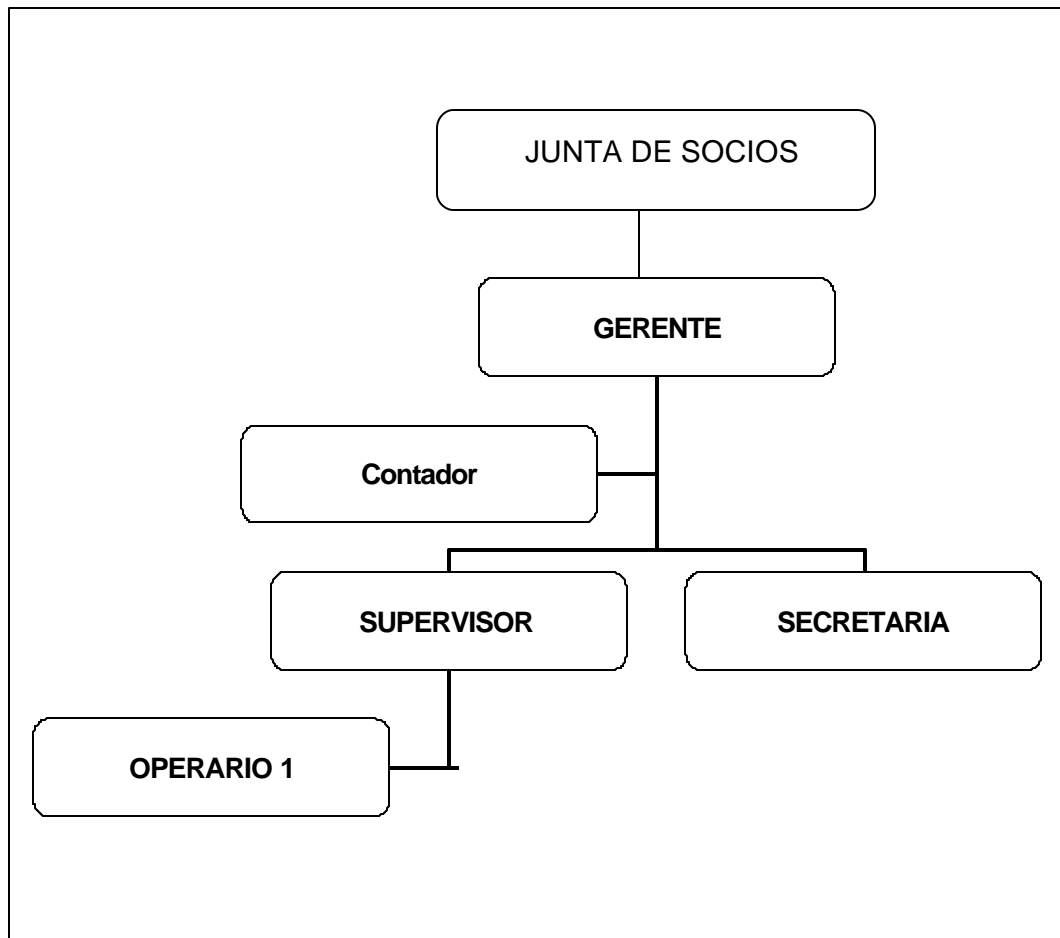 JUNTA DE SOCIOS
GERENTE
Contador
SUPERVISOR
SECRETARIA
OPERARIO 1